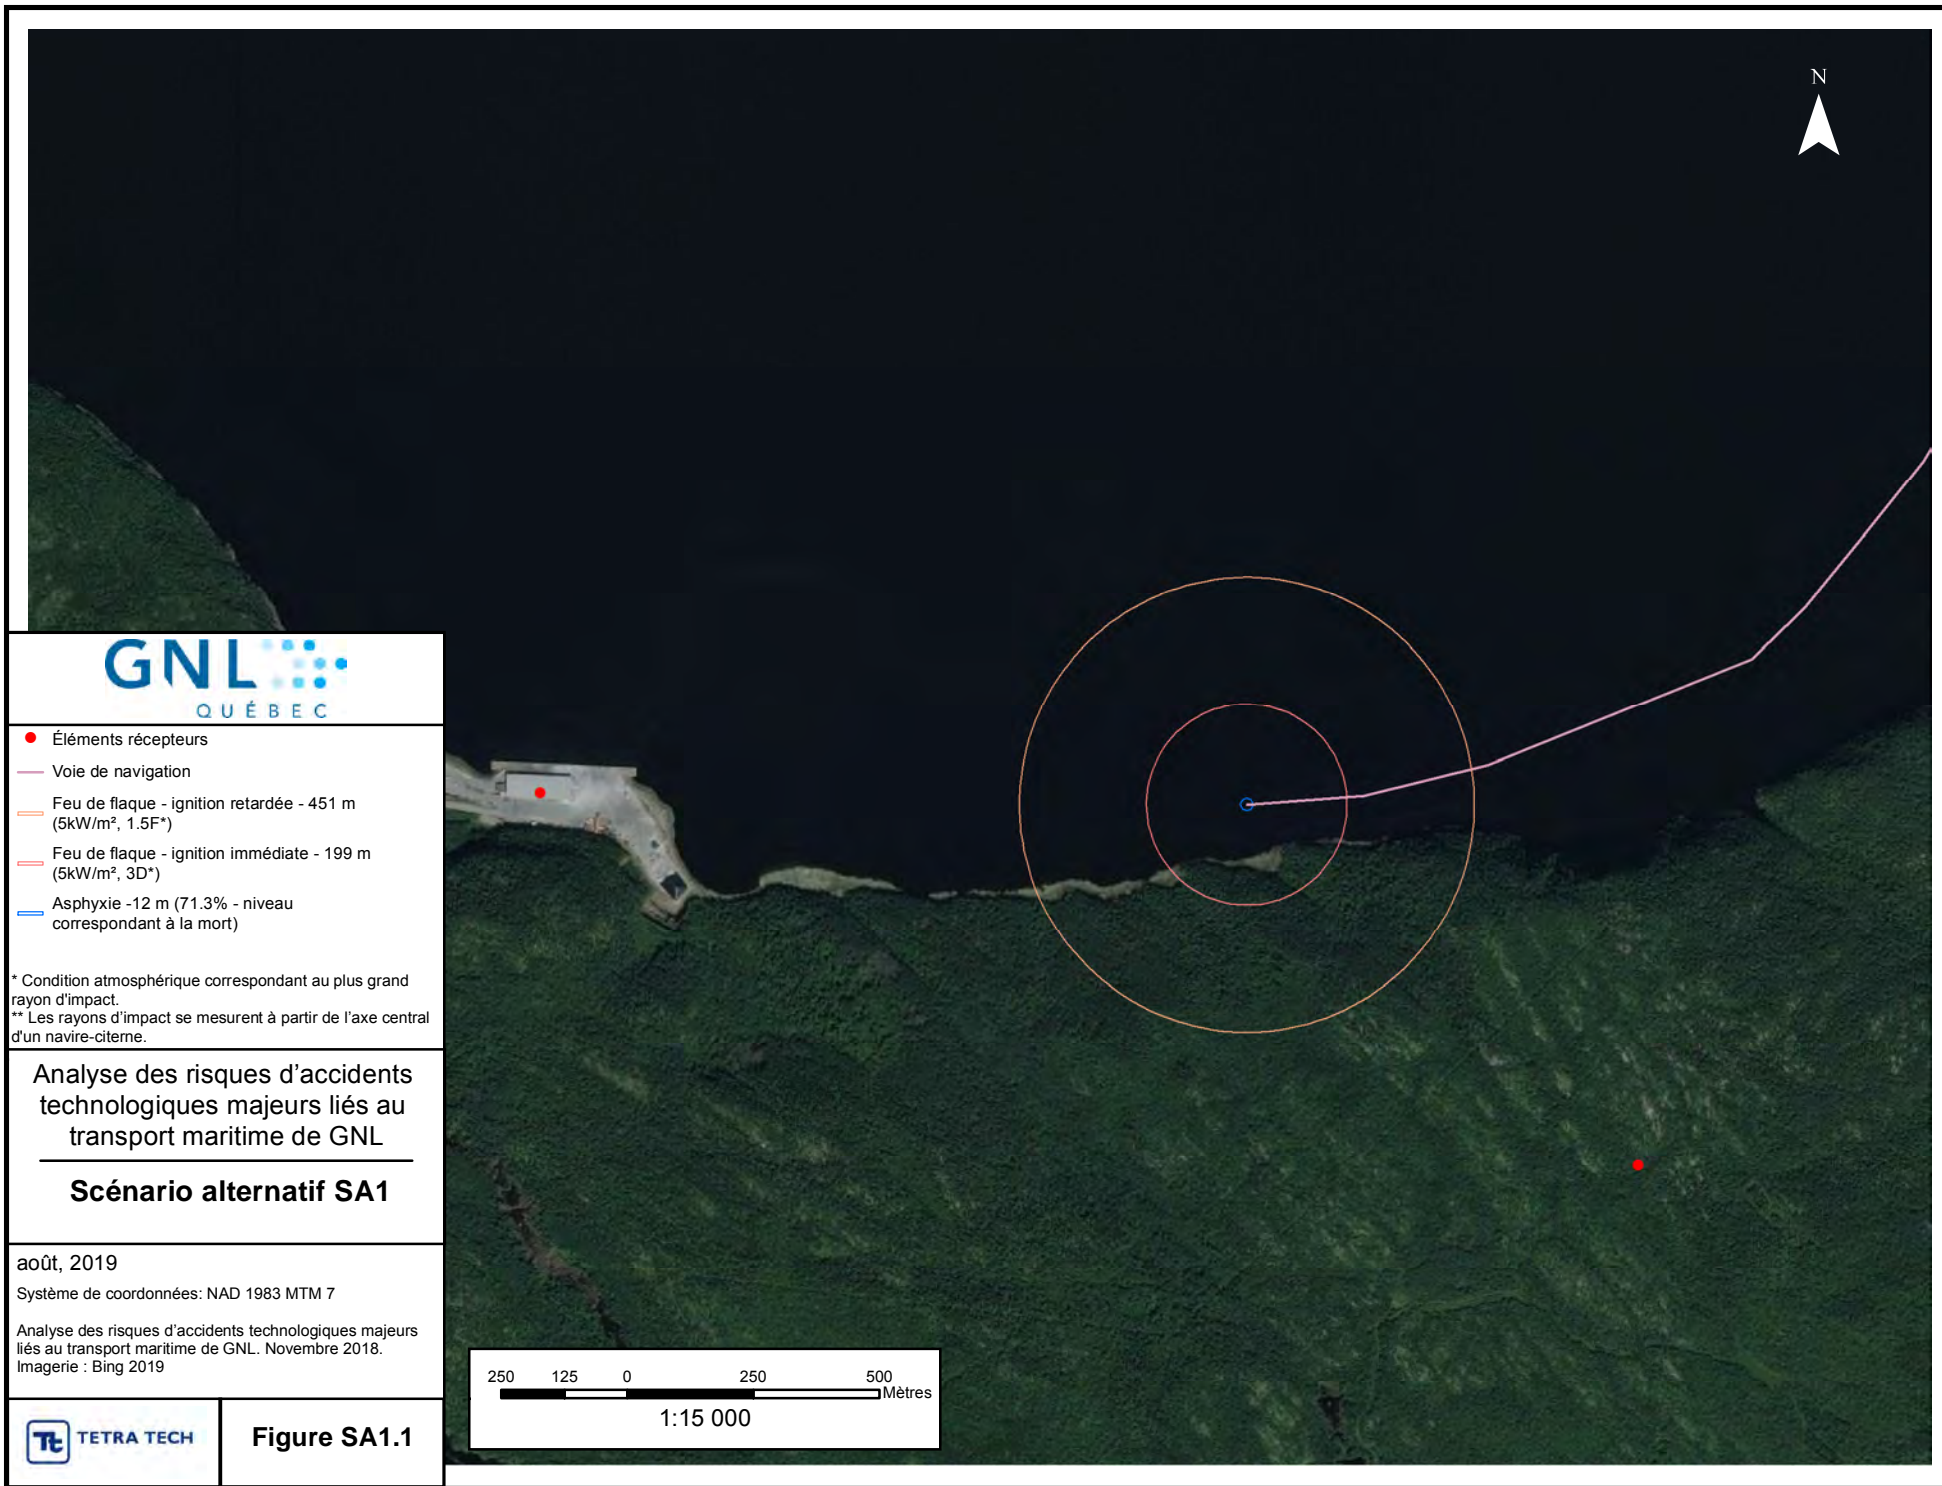 N
GNL
QUÉBEC
Éléments récepteurs
Voie de navigation
Feu de flaque - ignition retardée - 451 m
(5kW/m², 1.5F*)
Feu de flaque - ignition immédiate - 199 m
(5kW/m², 3D*)
Asphyxie -12 m (71.3% - niveau
correspondant à la mort)
* Condition atmosphérique correspondant au plus grand
rayon d'impact.
** Les rayons d’impact se mesurent à partir de l’axe central
d'un navire-citerne.
Analyse des risques d’accidents
technologiques majeurs liés au
transport maritime de GNL
Scénario alternatif SA1
août, 2019
Système de coordonnées: NAD 1983 MTM 7
Analyse des risques d’accidents technologiques majeurs
liés au transport maritime de GNL. Novembre 2018.
Imagerie : Bing 2019
Tt TETRA TECH
Figure SA1.1
250 125 0 250 500
Mètres
1:15 000